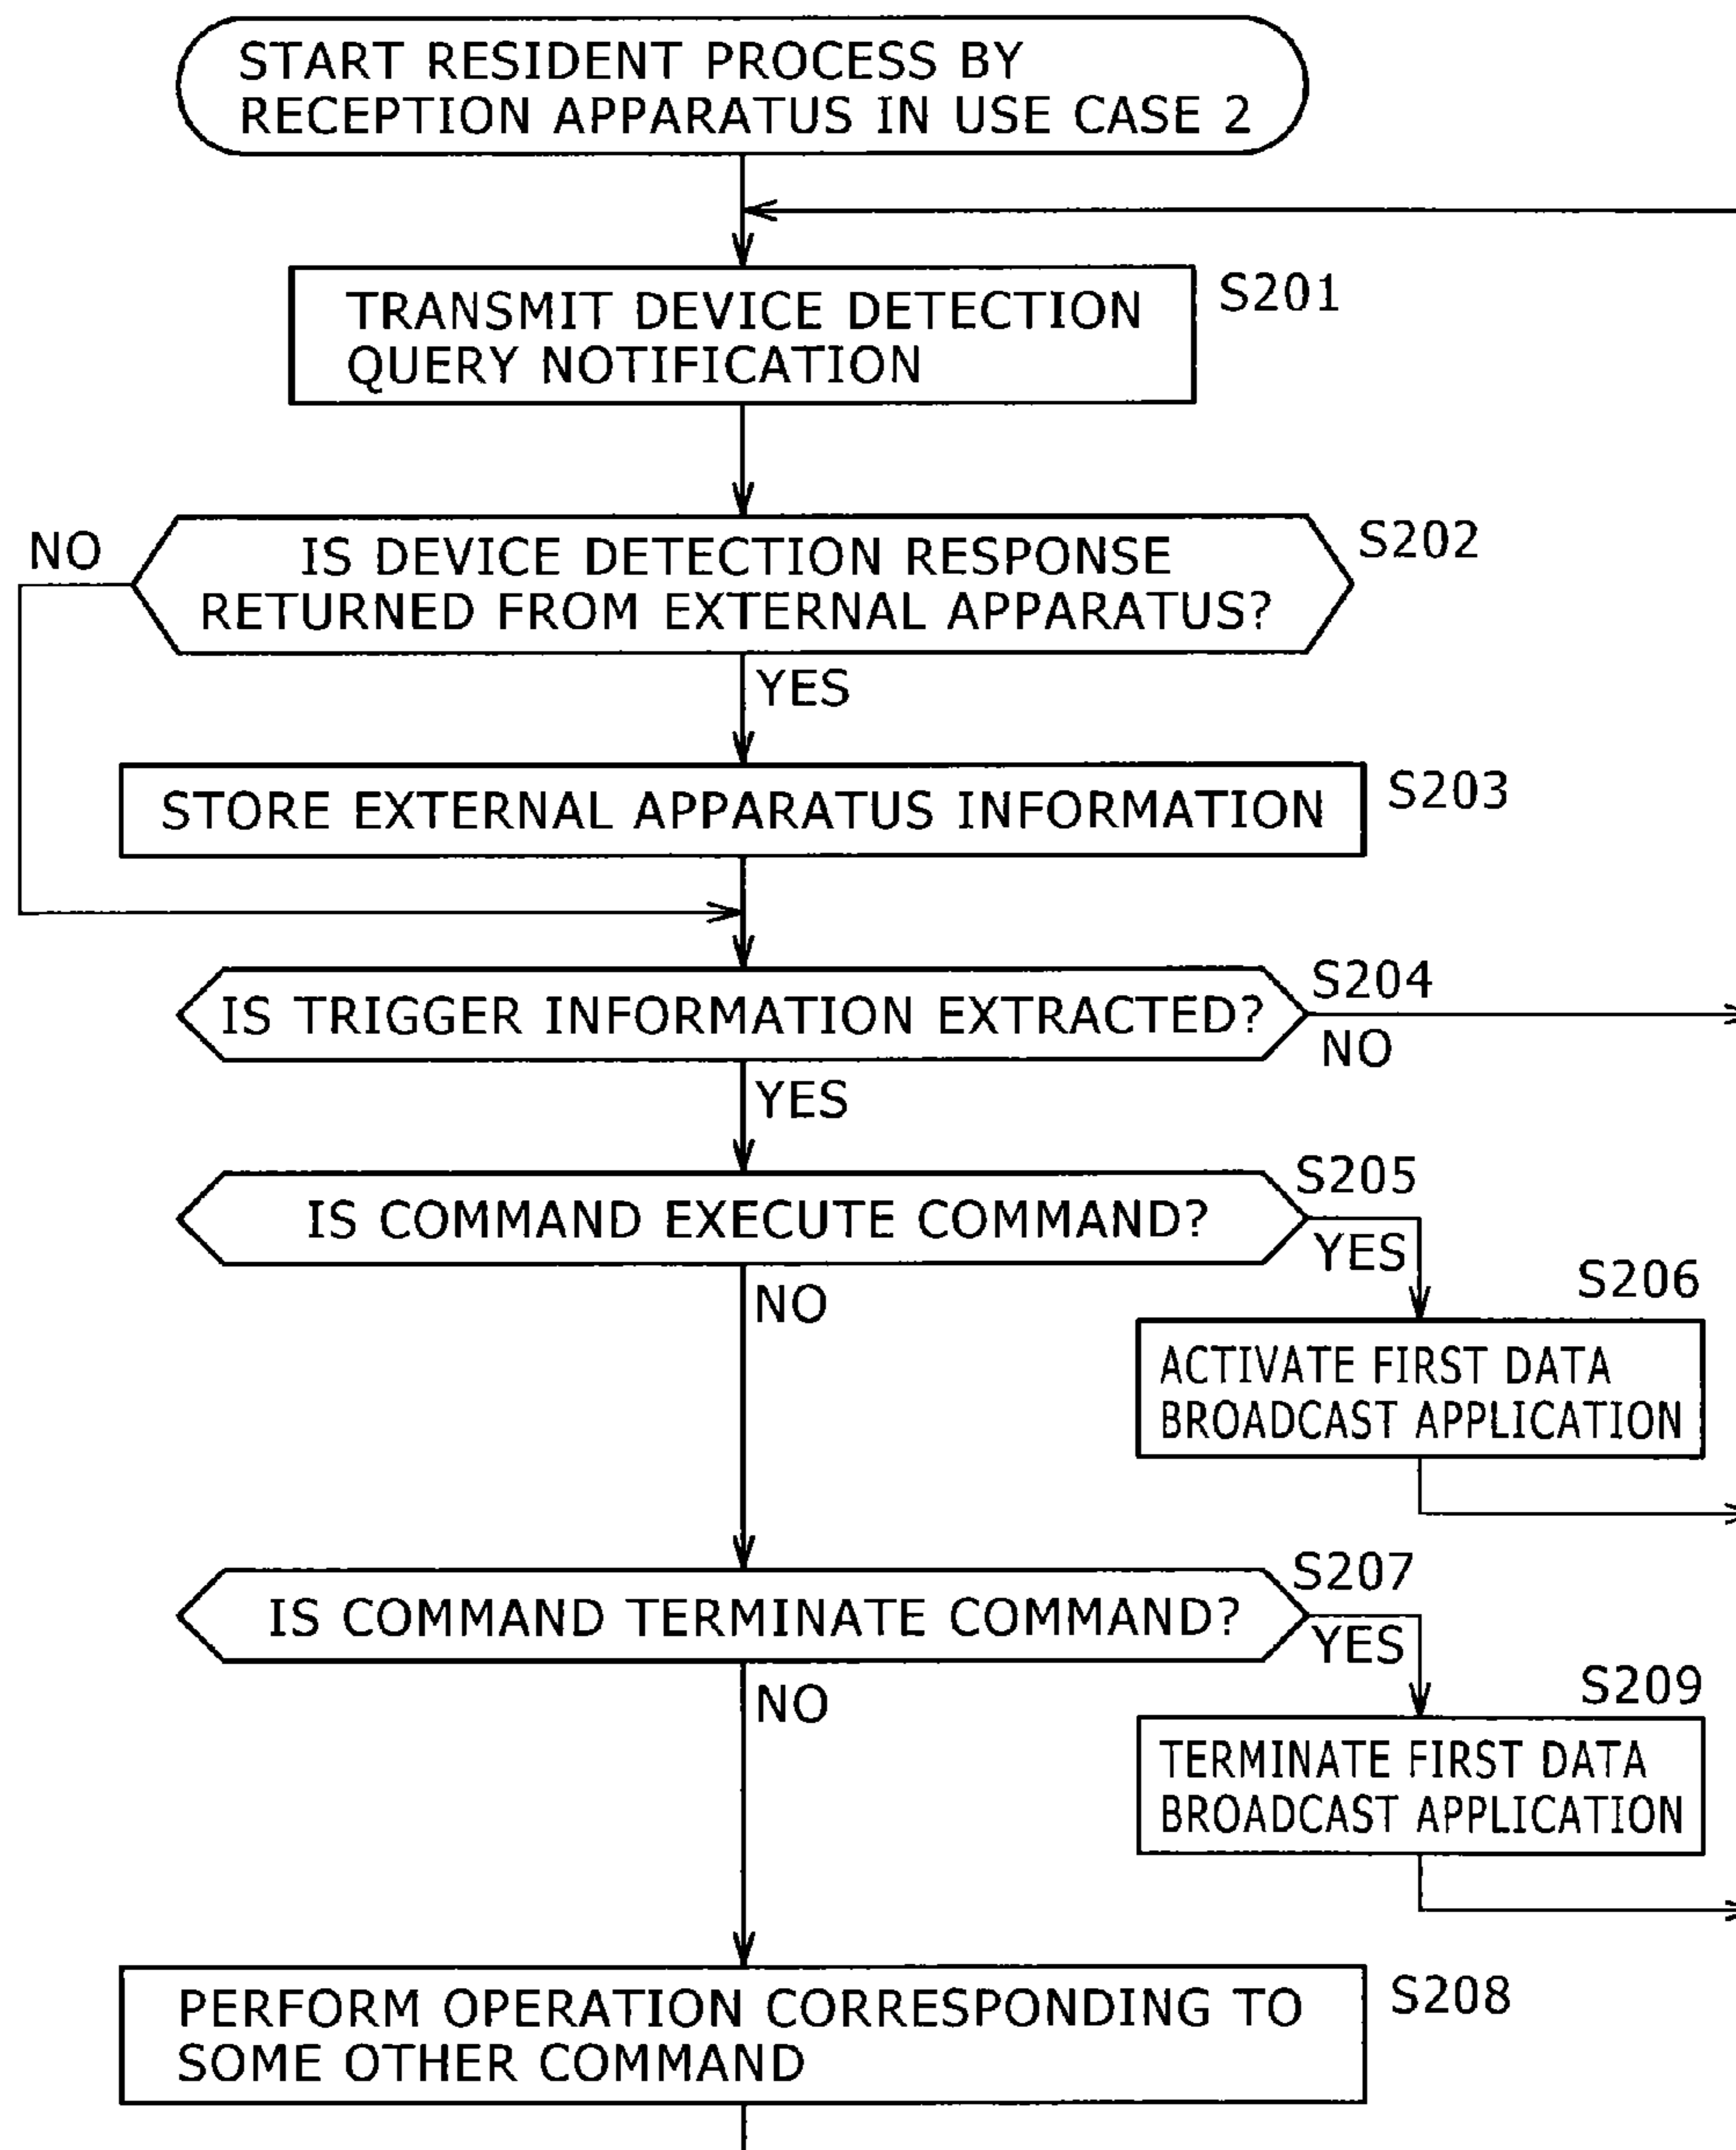 START RESIDENT PROCESS BY
RECEPTION APPARATUS IN USE CASE 2
TRANSMIT DEVICE DETECTION
QUERY NOTIFICATION
S201
NO
IS DEVICE DETECTION RESPONSE
RETURNED FROM EXTERNAL APPARATUS?
S202
YES
STORE EXTERNAL APPARATUS INFORMATION
S203
IS TRIGGER INFORMATION EXTRACTED?
S204
NO
YES
IS COMMAND EXECUTE COMMAND?
S205
YES
NO
S206
ACTIVATE FIRST DATA
BROADCAST APPLICATION
IS COMMAND TERMINATE COMMAND?
S207
YES
NO
S209
TERMINATE FIRST DATA
BROADCAST APPLICATION
PERFORM OPERATION CORRESPONDING TO
SOME OTHER COMMAND
S208